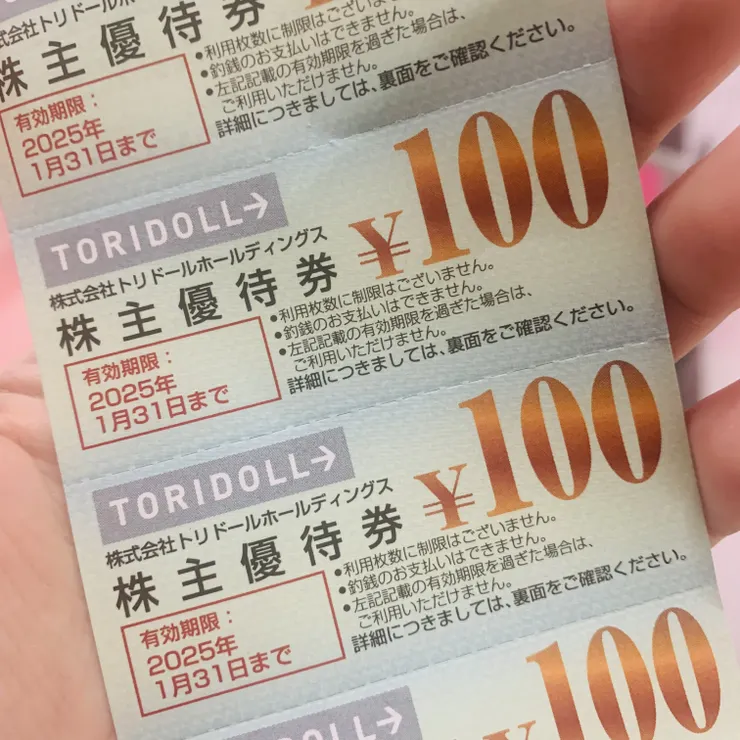 株式会社トリドールホ
株主優待券
•利用枚数に制限はございません。
•釣銭のお支払いはできません。
•左記記載の有効期限を過ぎた場合は、
ご利用いただけません。
詳細につきましては、裏面をご確認ください。
有効期限：
2025年
1月31日まで
TORIDOLL→
¥100
株式会社トリドールホールディングス
株主優待券
•利用枚数に制限はございません。
•釣銭のお支払いはできません。
•左記記載の有効期限を過ぎた場合は、
ご利用いただけません。
詳細につきましては、裏面をご確認ください。
有効期限：
2025年
1月31日まで
TORIDOLL→
¥100
株式会社トリドールホールディングス
株主優待券
•利用枚数に制限はございません。
•釣銭のお支払いはできません。
•左記記載の有効期限を過ぎた場合は、
ご利用いただけません。
詳細につきましては、裏面をご確認ください。
有効期限：
2025年
1月31日まで
¥100